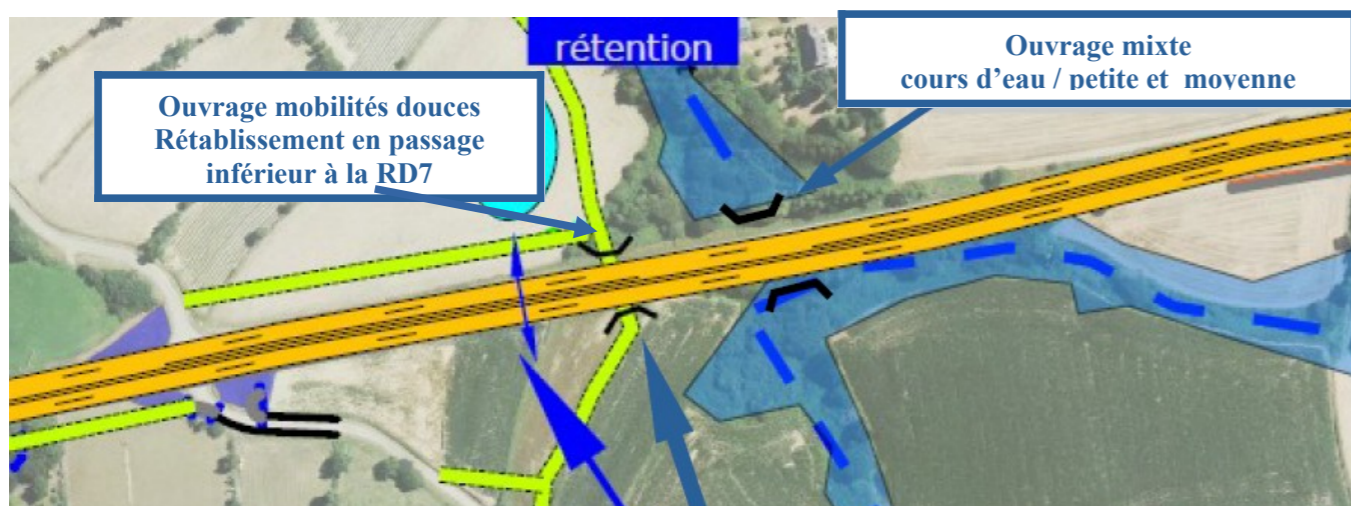 rétention
Ouvrage mixte
cours d’eau / petite et moyenne
Ouvrage mobilités douces
Rétablissement en passage
inférieur à la RD7